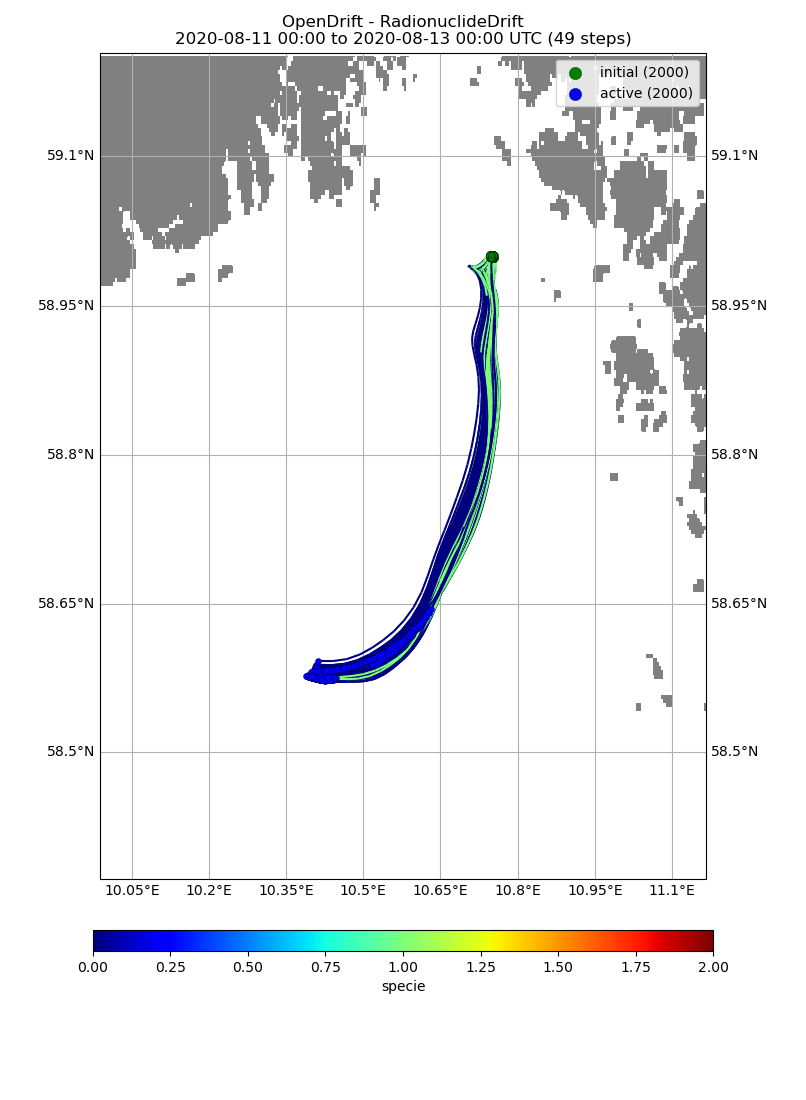 OpenDrift - RadionuclideDrift
2020-08-11 00:00 to 2020-08-13 00:00 UTC (49 steps)
initial (2000)
active (2000)
59.1°N 59.1°N
58.95°N 58.95°N
58.8°N 58.8°N
58.65°N 58.65°N
58.5°N 58.5°N
10.05°E 10.2°E 10.35°E 10.5°E 10.65°E 10.8°E 10.95°E 11.1°E
0.00 0.25 0.50 0.75 1.00 1.25 1.50 1.75 2.00
specie